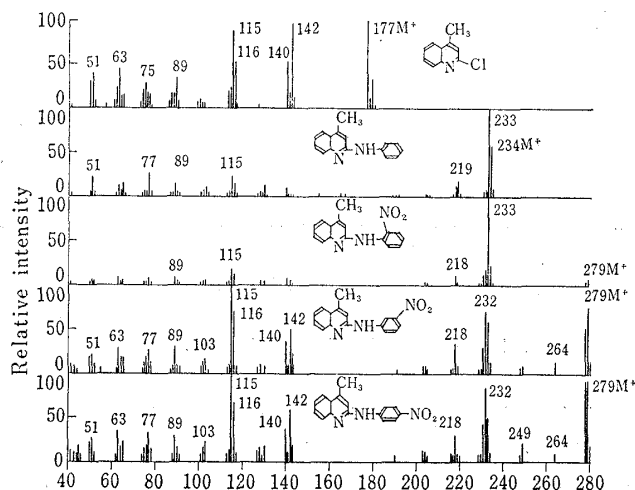 Relative intensity
100
50
0
51
63
75
89
115
116
140
142
177M+
CH₃
N
Cl
100
50
0
51
77
89
115
219
233
234M+
CH₃
N
NH
100
50
0
89
115
218
233
279M+
CH₃
NO₂
N
NH
100
50
0
51
63
77
89
103
115
116
140
142
218
232
264
279M+
CH₃
NO₂
N
NH
100
50
0
51
63
77
89
103
115
116
140
142
218
232
249
264
279M+
CH₃
N
NH
NO₂
40 60 80 100 120 140 160 180 200 220 240 260 280